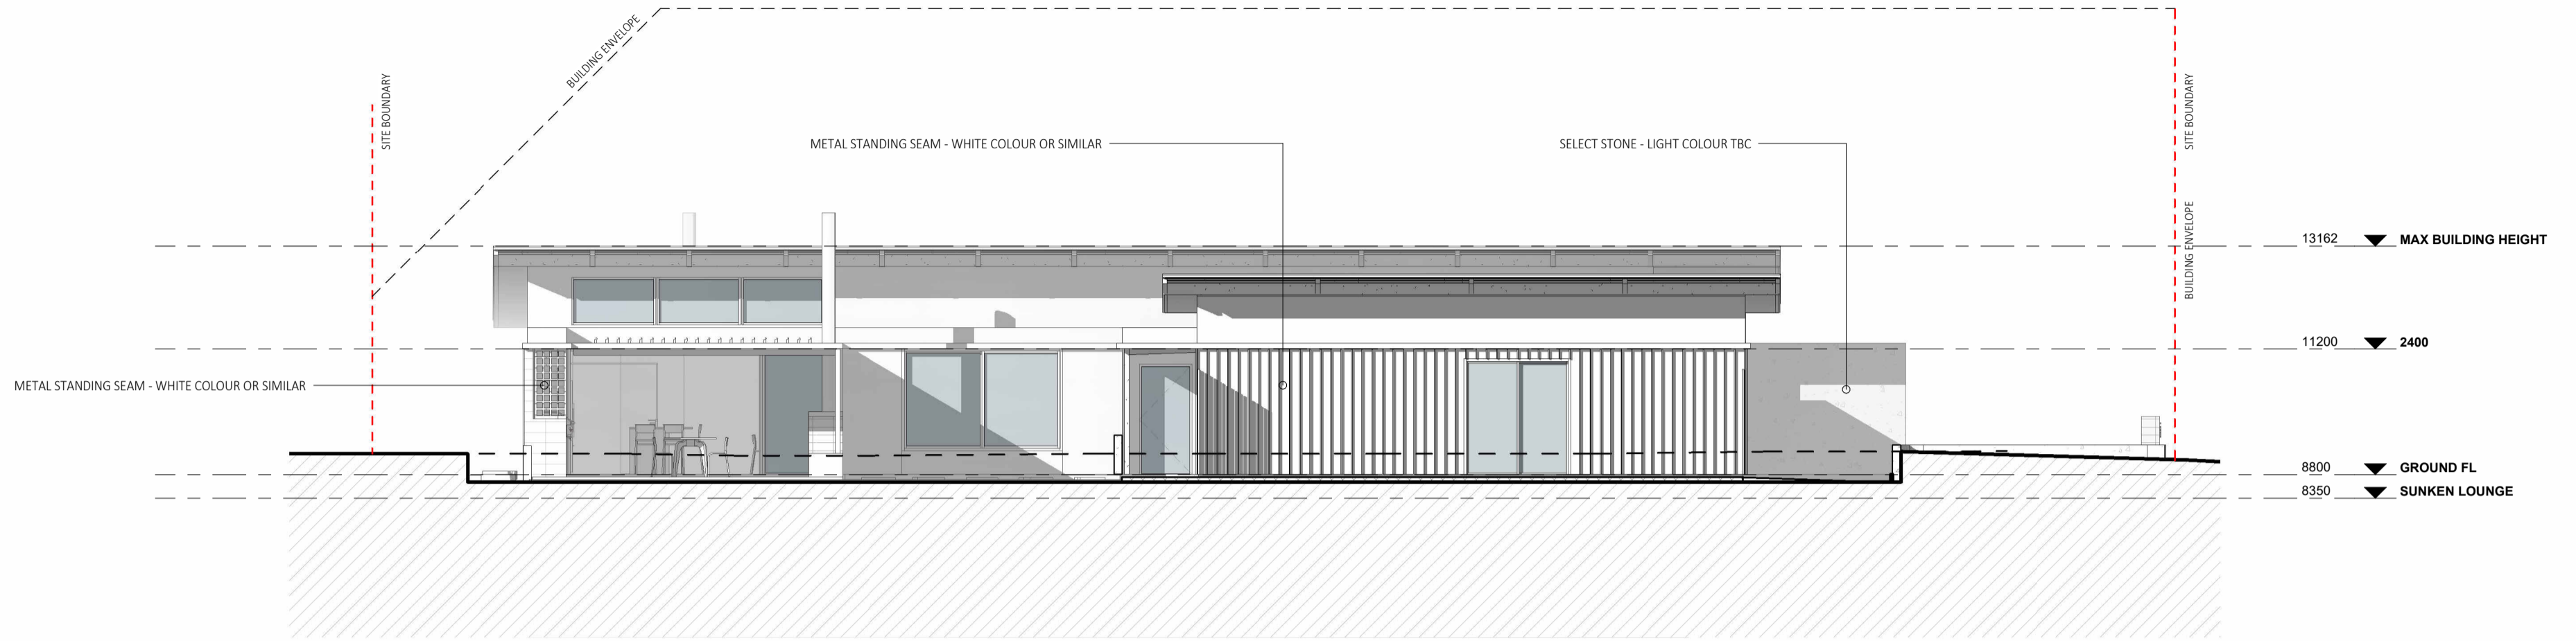 BUILDING ENVELOPE
SITE BOUNDARY
SITE BOUNDARY
METAL STANDING SEAM - WHITE COLOUR OR SIMILAR
SELECT STONE - LIGHT COLOUR TBC
BUILDING ENVELOPE
13162 MAX BUILDING HEIGHT
11200 2400
METAL STANDING SEAM - WHITE COLOUR OR SIMILAR
8800 GROUND FL
8350 SUNKEN LOUNGE